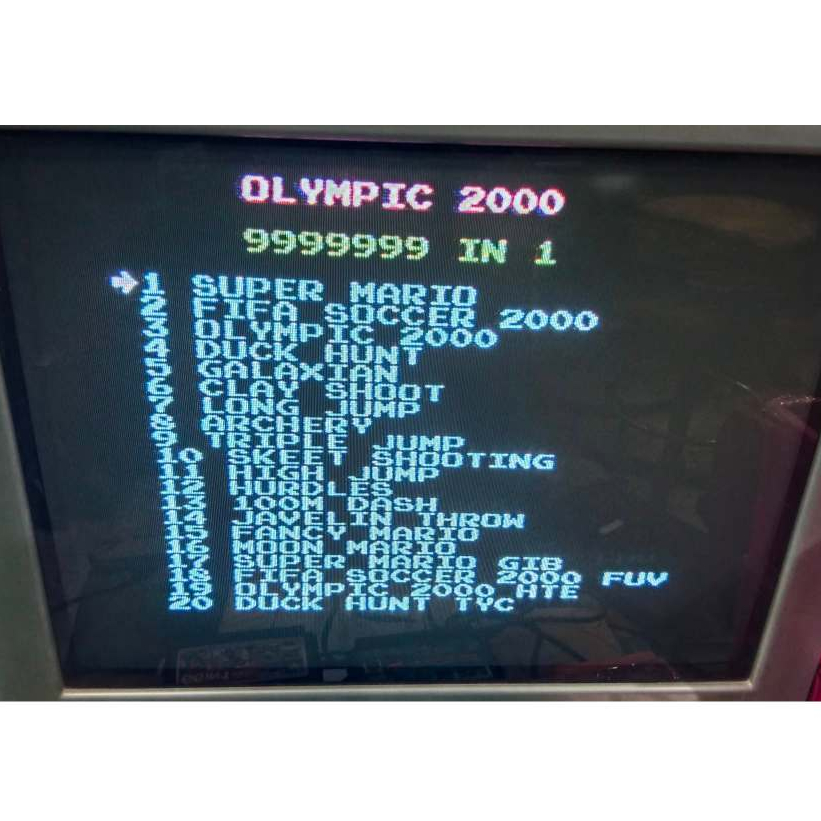 OLYMPIC 2000
9999999 IN 1
1 SUPER MARIO
2 FIFA SOCCER 2000
3 OLYMPIC 2000
4 DUCK HUNT
5 GALAXIAN
6 CLAY SHOOT
7 LONG JUMP
8 ARCHERY
9 TRIPLE JUMP
10 SKEET SHOOTING
11 HIGH JUMP
12 HURDLES
13 100M DASH
14 JAVELIN THROW
15 FANCY MARIO
16 MOON MARIO
17 SUPER MARIO GIB
18 FIFA SOCCER 2000 FUV
19 OLYMPIC 2000 HTE
20 DUCK HUNT TYC